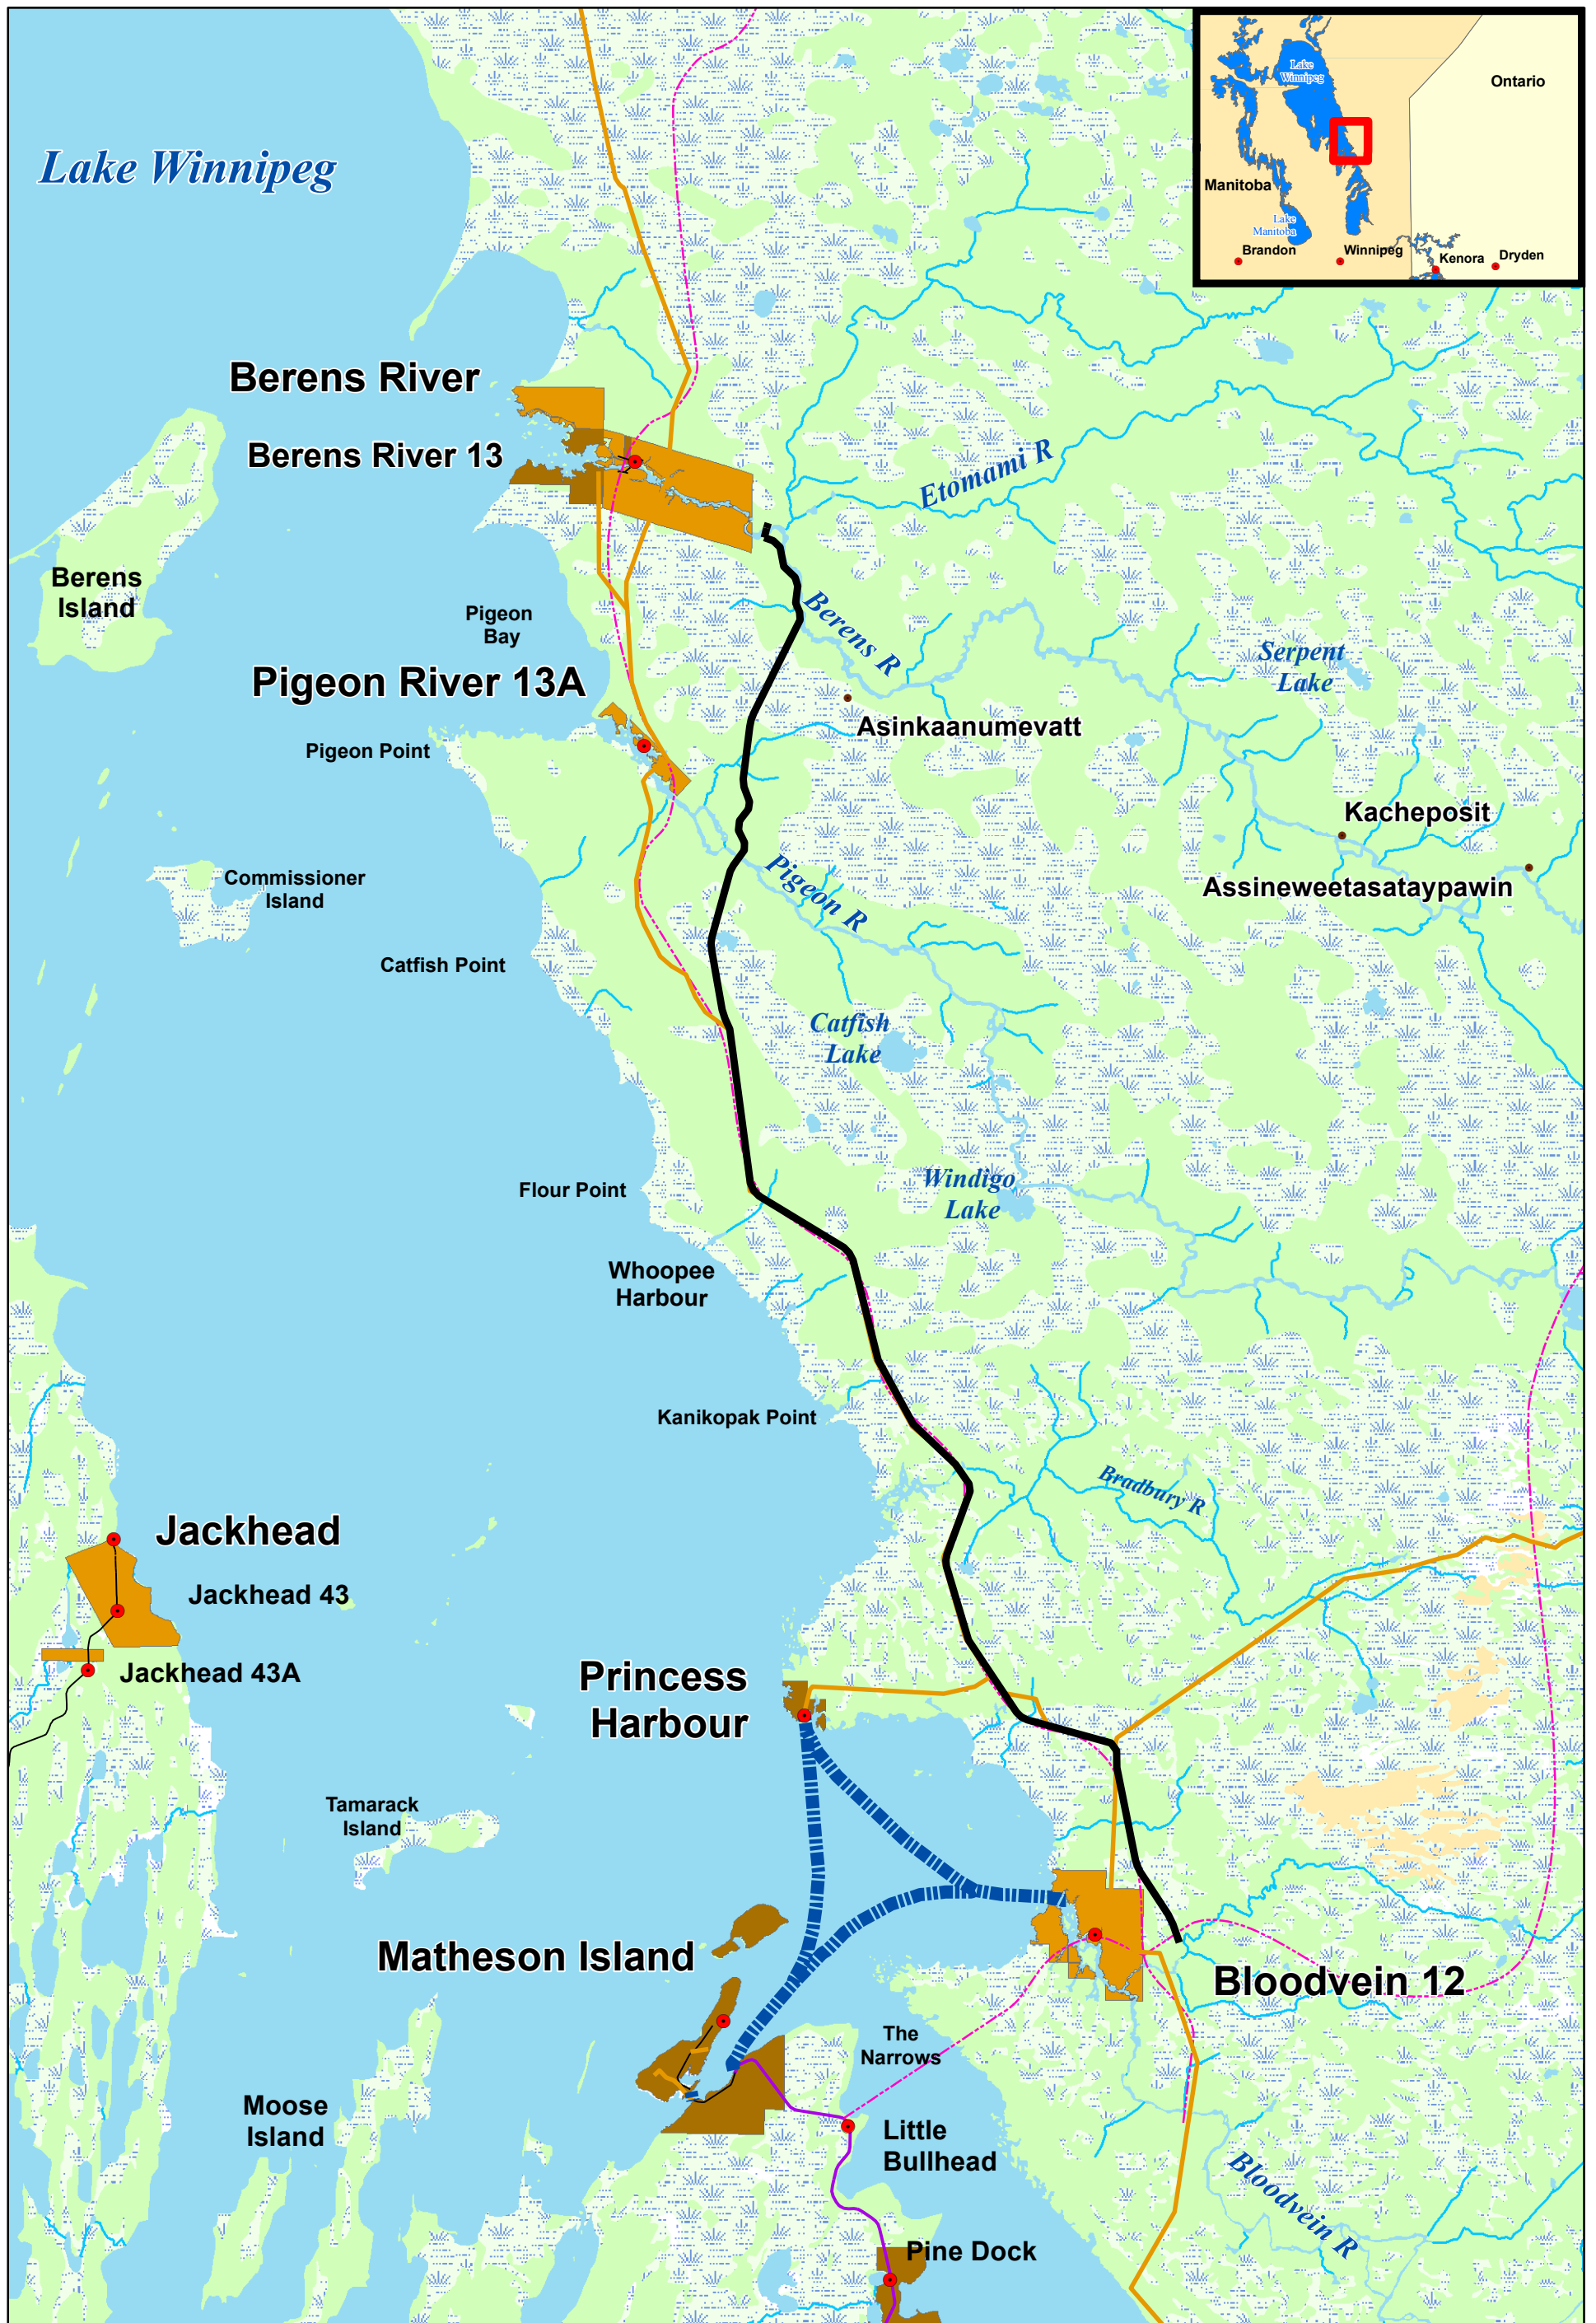 Lake Winnipeg
Lake
Winnipeg
Ontario
Manitoba
Lake
Manitoba
Brandon
Winnipeg
Kenora
Dryden
Berens River
Berens River 13
Etomami R
Berens
Island
Pigeon
Bay
Berens R
Serpent
Lake
Pigeon River 13A
Asinkaanumevatt
Pigeon Point
Kacheposit
Commissioner
Island
Pigeon R
Assineweetasataypawin
Catfish Point
Catfish
Lake
Flour Point
Windigo
Lake
Whoopee
Harbour
Kanikopak Point
Bradbury R
Jackhead
Jackhead 43
Jackhead 43A
Princess
Harbour
Tamarack
Island
Matheson Island
Bloodvein 12
The
Narrows
Moose
Island
Little
Bullhead
Bloodvein R
Pine Dock